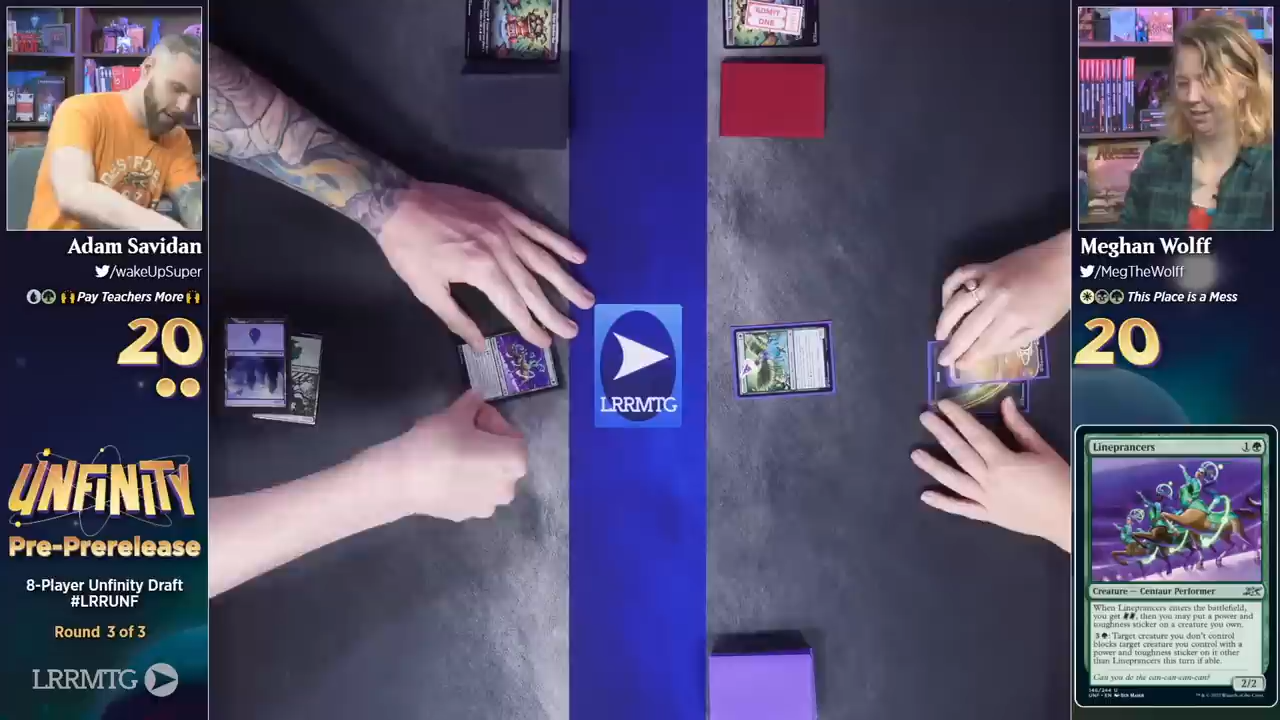 Adam Savidan
/wakeUpSuper
Pay Teachers More
20
UNFINITY
Pre-Prerelease
8-Player Unfinity Draft
#LRRUNF
Round 3 of 3
LRRMTG
ADMIT
ONE
LRRMTG
Meghan Wolff
/MegTheWolff
This Place is a Mess
20
Lineprancers 1
Creature — Centaur Performer
When Lineprancers enters the battlefield,
you get , then you may put a power and
toughness sticker on a creature you own.
3 : Target creature you don't control
blocks target creature you control with a
power and toughness sticker on it other
than Lineprancers this turn if able.
Can you do the can-can-can-can?
2/2